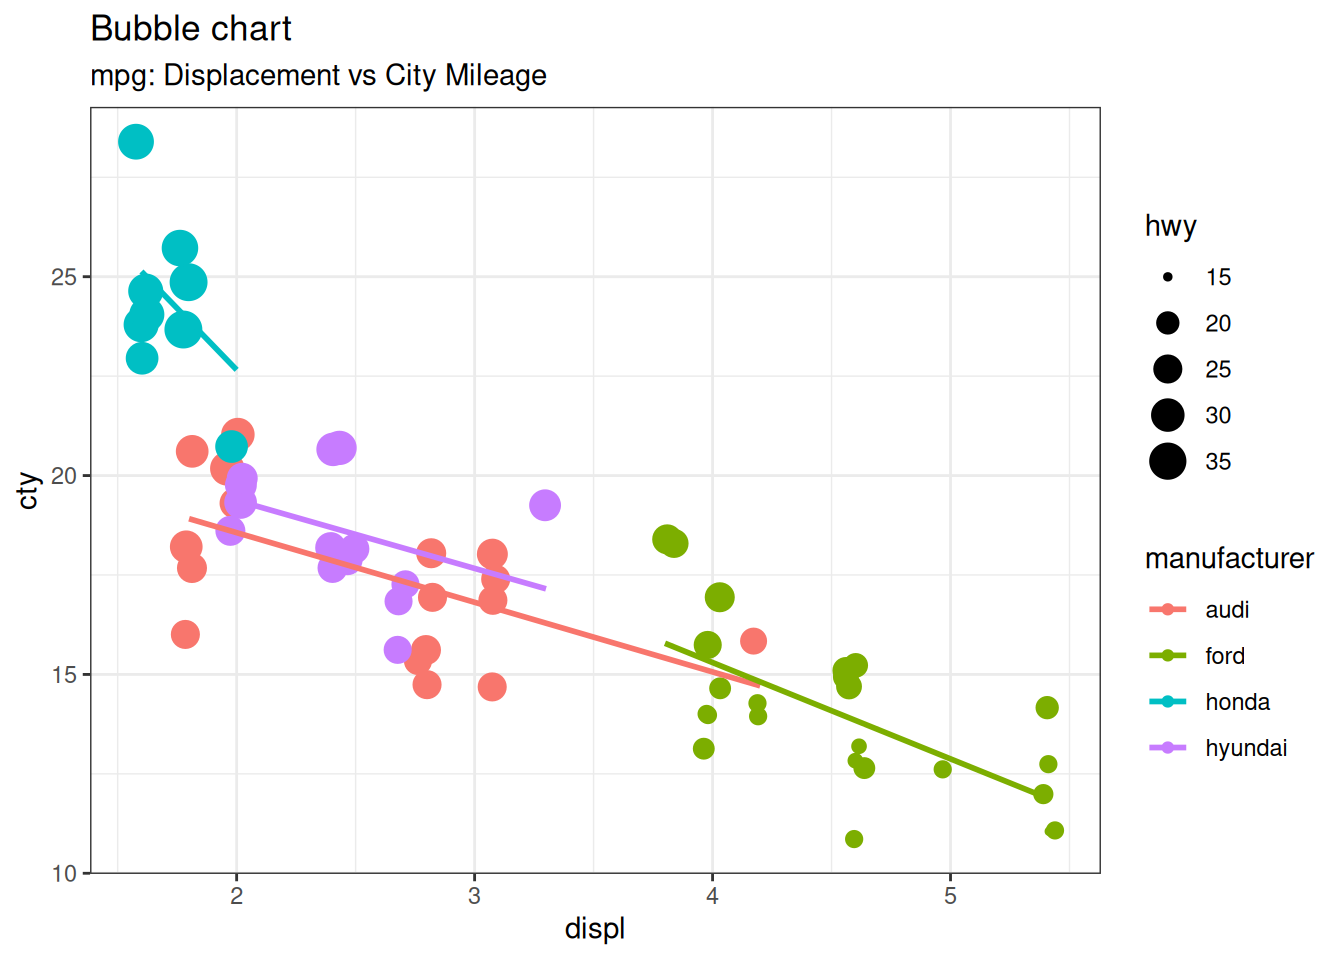 Bubble chart
mpg: Displacement vs City Mileage
cty
25
20
15
10
2
3
4
5
displ
hwy
15
20
25
30
35
manufacturer
audi
ford
honda
hyundai